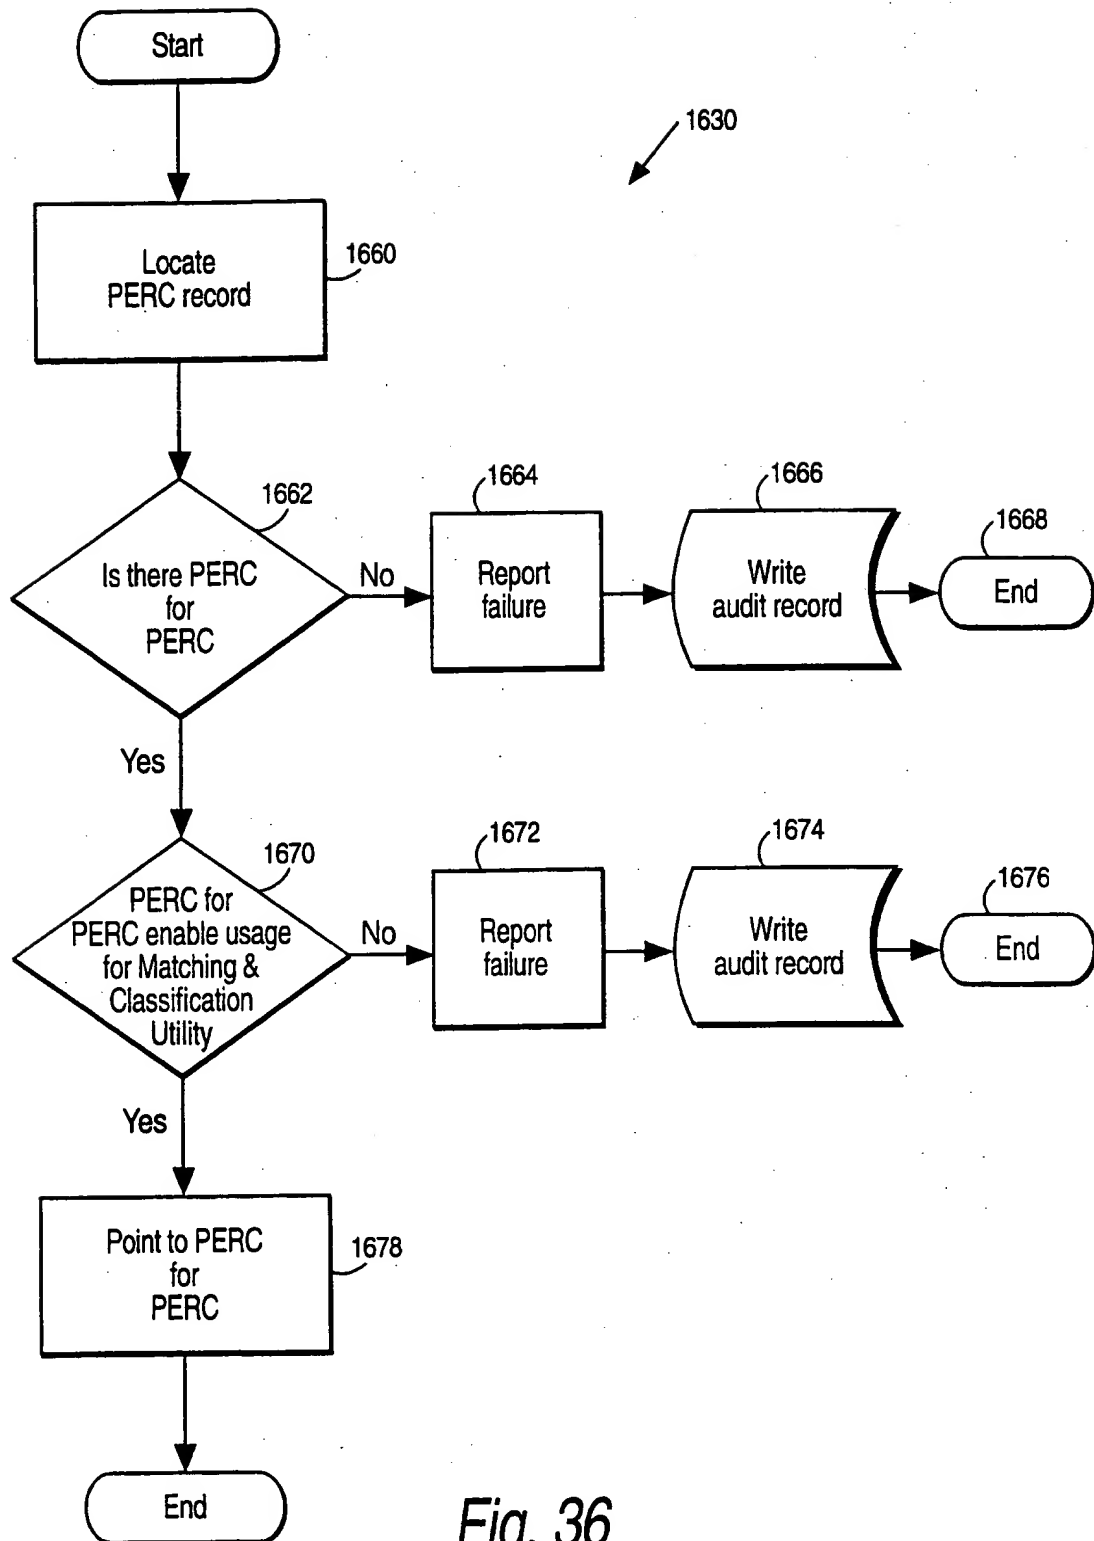 Start
1630
Locate
PERC record
1660
Is there PERC
for
PERC
1662
No
Report
failure
1664
Write
audit record
1666
End
1668
Yes
PERC for
PERC enable usage
for Matching &
Classification
Utility
1670
No
Report
failure
1672
Write
audit record
1674
End
1676
Yes
Point to PERC
for
PERC
1678
End
Fig. 36